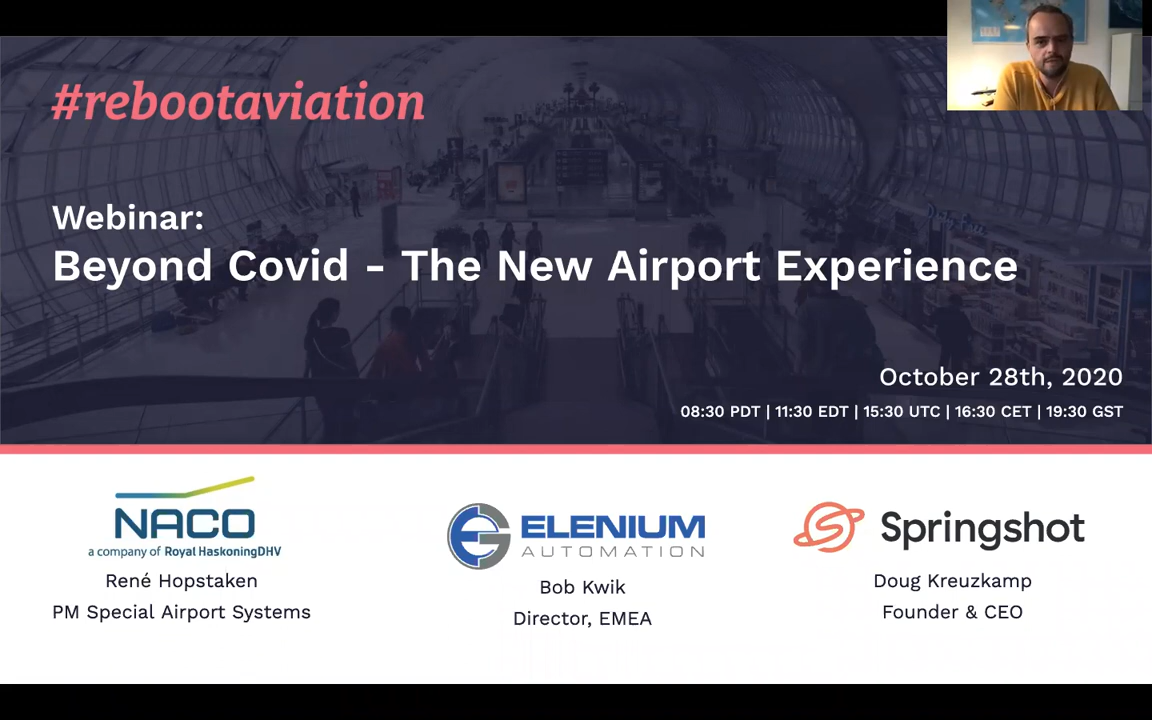 #rebootaviation
Webinar:
Beyond Covid - The New Airport Experience
October 28th, 2020
08:30 PDT | 11:30 EDT | 15:30 UTC | 16:30 CET | 19:30 GST
NACO
a company of Royal HaskoningDHV
René Hopstaken
PM Special Airport Systems
ELENIUM
AUTOMATION
Bob Kwik
Director, EMEA
Springshot
Doug Kreuzkamp
Founder & CEO